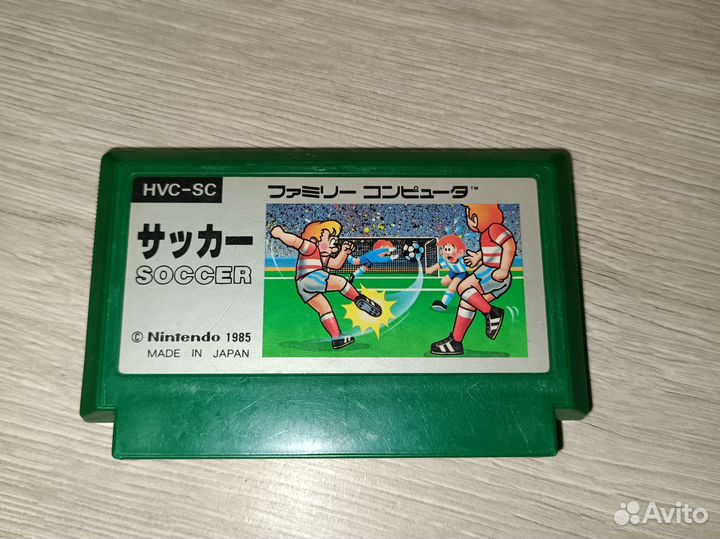 HVC-SC
ファミリー コンピュータ™
サッカー
SOCCER
© Nintendo 1985
MADE IN JAPAN
Avito